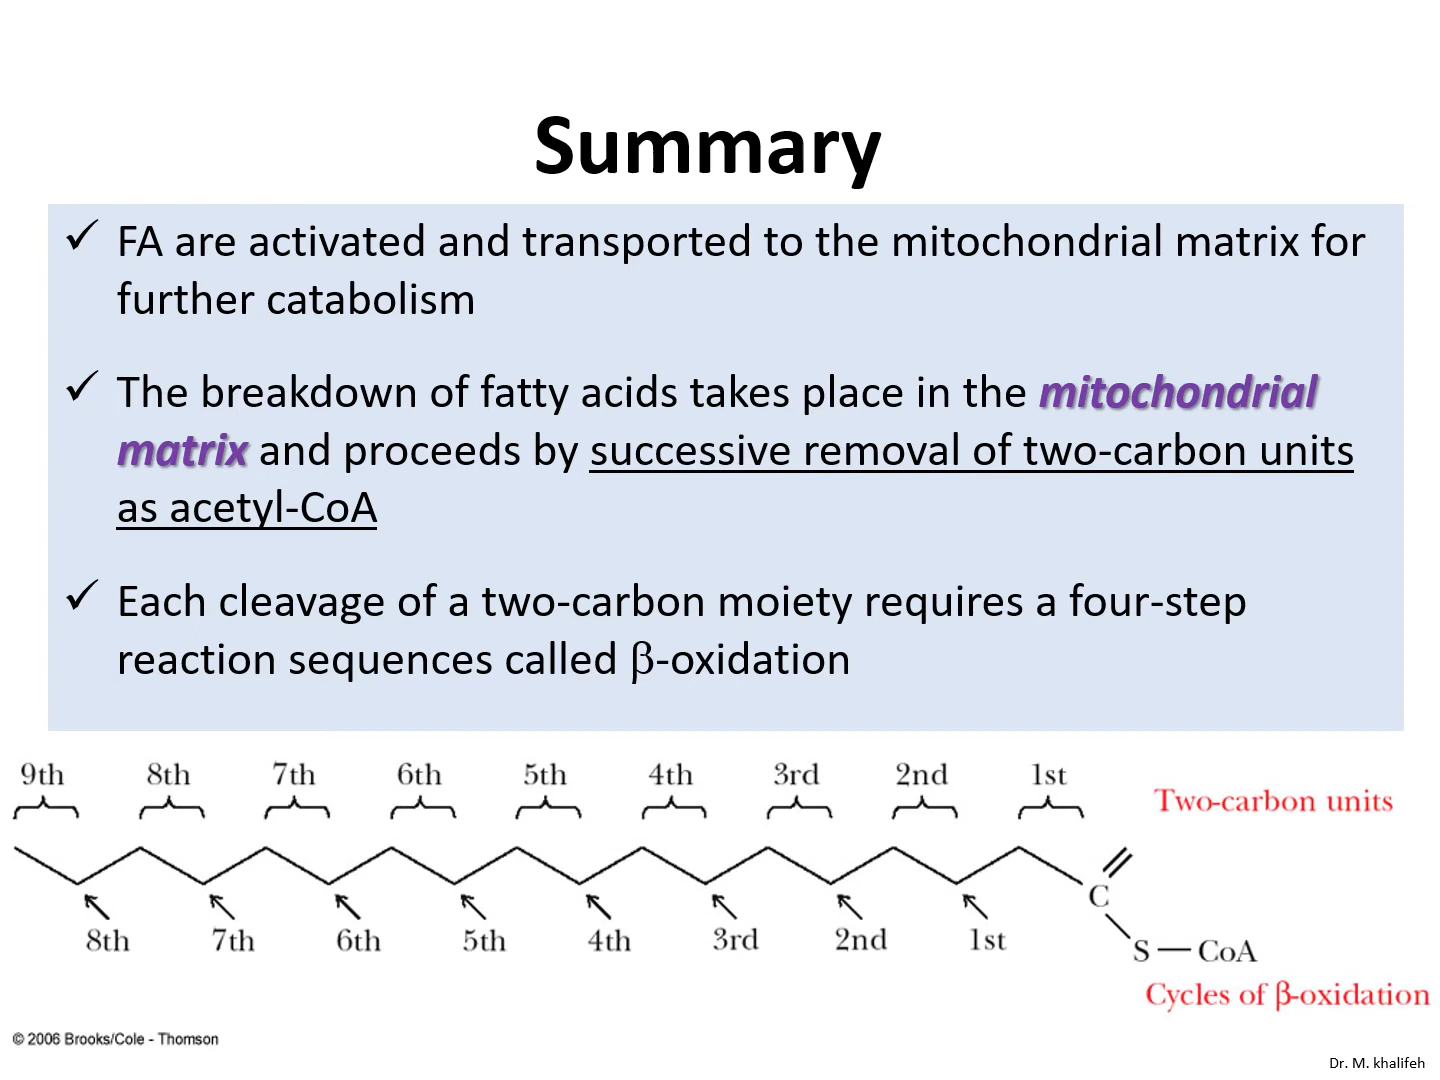 Summary
✓ FA are activated and transported to the mitochondrial matrix for
further catabolism
✓ The breakdown of fatty acids takes place in the mitochondrial
matrix and proceeds by successive removal of two-carbon units
as acetyl-CoA
✓ Each cleavage of a two-carbon moiety requires a four-step
reaction sequences called β-oxidation
9th 8th 7th 6th 5th 4th 3rd 2nd 1st
Two-carbon units
C
8th 7th 6th 5th 4th 3rd 2nd 1st
S — CoA
Cycles of β-oxidation
© 2006 Brooks/Cole - Thomson
Dr. M. khalifeh